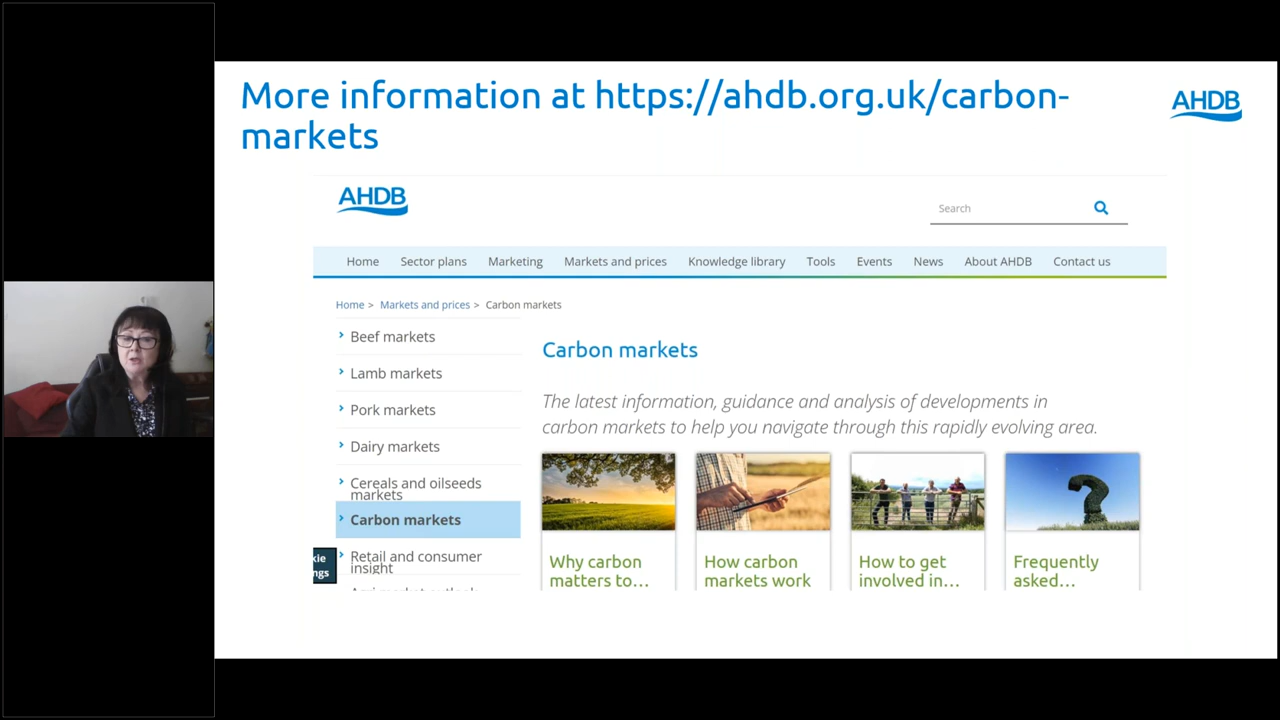 More information at https://ahdb.org.uk/carbon-
markets
AHDB
AHDB
Search
Home Sector plans Marketing Markets and prices Knowledge library Tools Events News About AHDB Contact us
Home > Markets and prices > Carbon markets
Beef markets
Lamb markets
Pork markets
Dairy markets
Cereals and oilseeds
markets
Carbon markets
Retail and consumer
insight
kie
ngs
Carbon markets
The latest information, guidance and analysis of developments in
carbon markets to help you navigate through this rapidly evolving area.
Why carbon
matters to…
How carbon
markets work
How to get
involved in…
Frequently
asked…